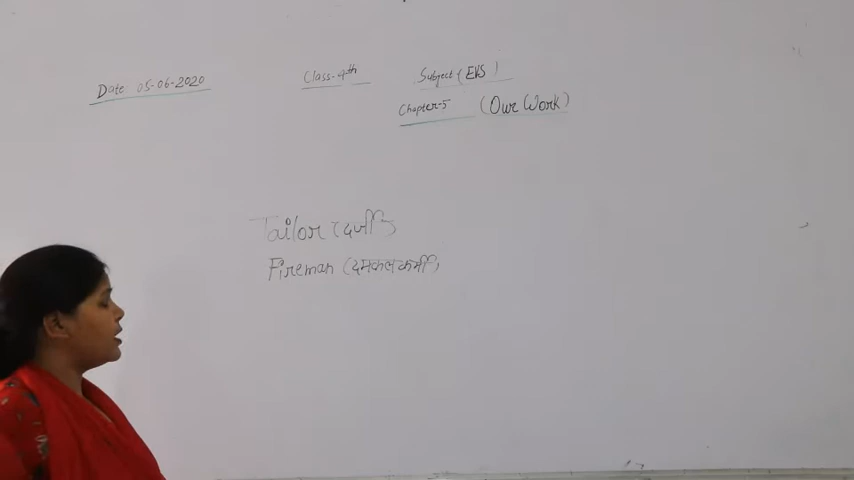 Date 05-06-2020 Class-4th Subject (EVS)
Chapter-5 (Our Work)
Tailor (दर्जी)
Fireman (दमकलकर्मी)